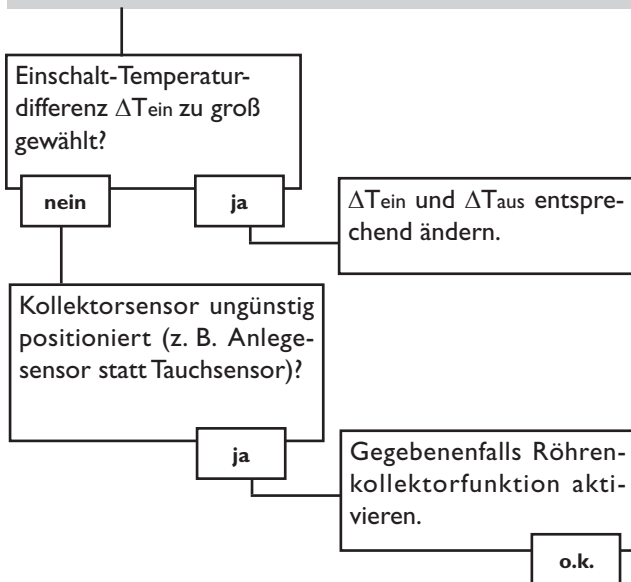 Einschalt-Temperatur-
differenz ΔTein zu groß
gewählt?
nein
ja
ΔTein und ΔTaus entspre-
chend ändern.
Kollektorsensor ungünstig
positioniert (z. B. Anlege-
sensor statt Tauchsensor)?
ja
Gegebenenfalls Röhren-
kollektorfunktion akti-
vieren.
o.k.